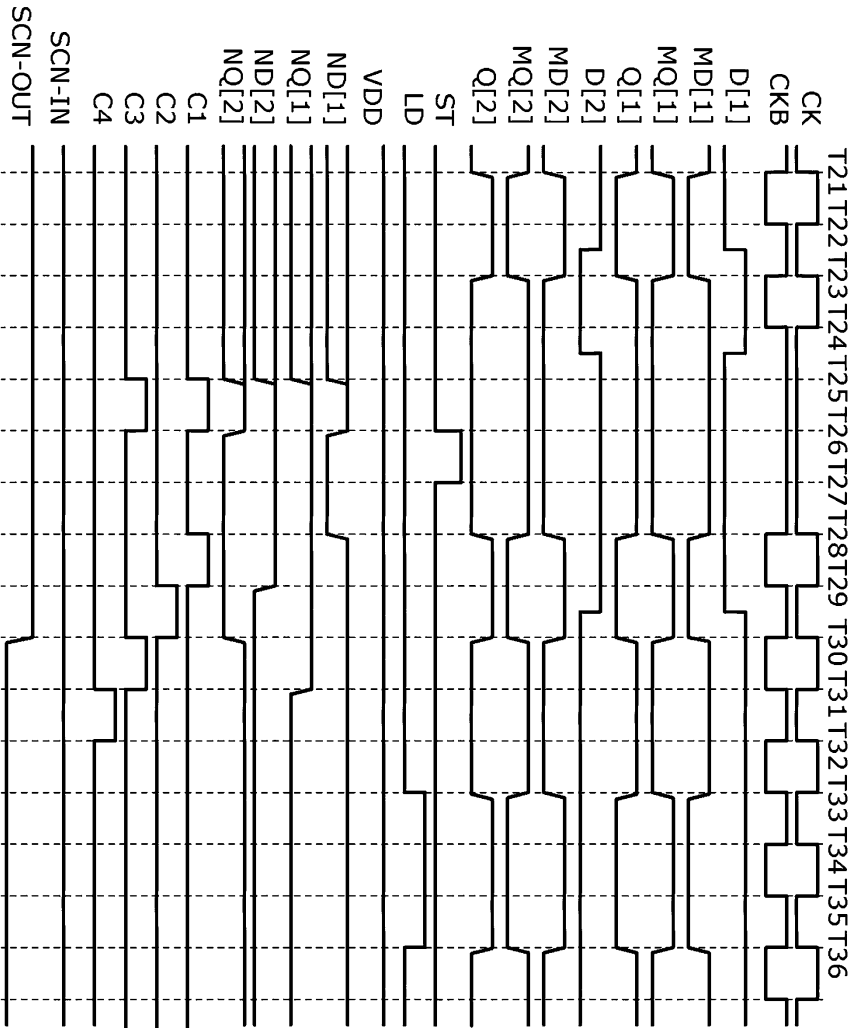 T21 T22 T23 T24 T25 T26 T27 T28 T29 T30 T31 T32 T33 T34 T35 T36
CK
CKB
D[1]
MD[1]
MQ[1]
Q[1]
D[2]
MD[2]
MQ[2]
Q[2]
ST
LD
VDD
ND[1]
NQ[1]
ND[2]
NQ[2]
C1
C2
C3
C4
SCN-IN
SCN-OUT